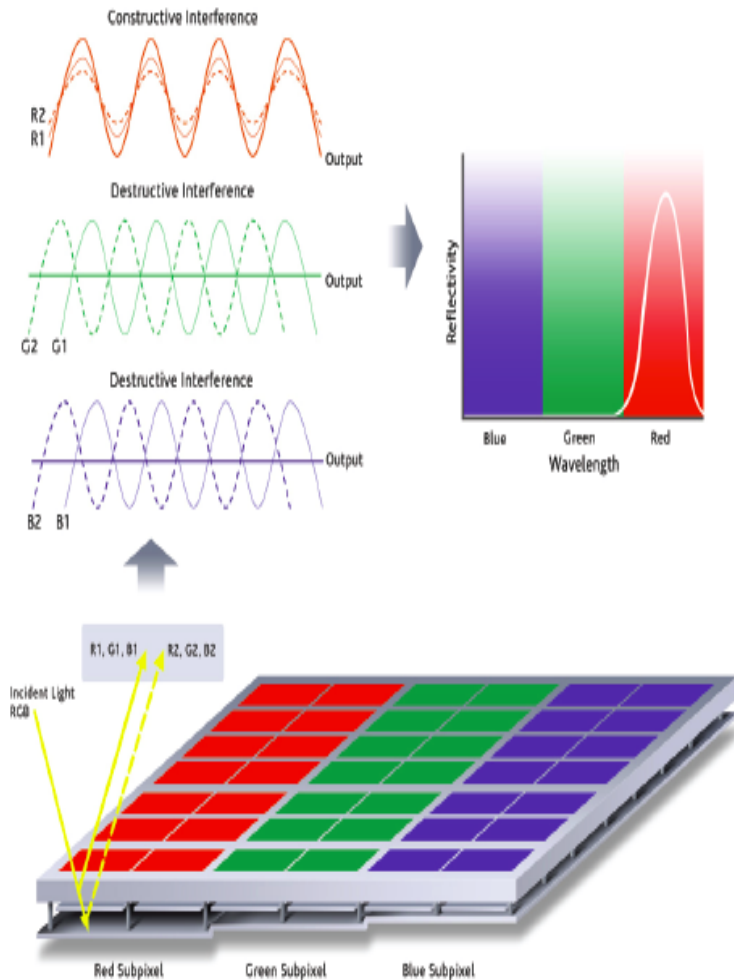 Constructive Interference
R2
R1
Output
Destructive Interference
Output
G2 G1
Destructive Interference
Output
B2 B1
Reflectivity
Blue Green Red
Wavelength
R1, G1, B1 R2, G2, B2
Incident Light
RGB
Red Subpixel Green Subpixel Blue Subpixel